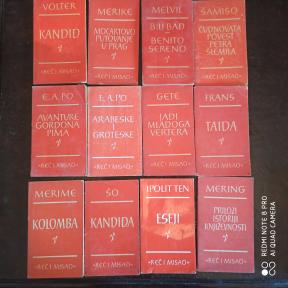 VOLTER
KANDID
»REČ I MISAO«
MERIKE
MOCARTOVO
PUTOVANJE
U PRAG
»REČ I MISAO«
MELVIL
BILI BAD
BENITO
SERENO
»REČ I MISAO«
ŠAMISO
ČUDNOVATA
POVEST
PETRA
ŠLEMILA
»REČ I MISAO«
E. A. PO
AVANTURE
GORDONA
PIMA
»REČ I MISAO«
E. A. PO
ARABESKE
I
GROTESKE
»REČ I MISAO«
GETE
JADI
MLADOGA
VERTERA
»REČ I MISAO«
FRANS
TAIDA
»REČ I MISAO«
MERIME
KOLOMBA
»REČ I MISAO«
ŠO
KANDIDA
»REČ I MISAO«
IPOLIT TEN
ESEJI
»REČ I MISAO«
MERING
PRILOZI
ISTORIJI
KNJIŽEVNOSTI
»REČ I MISAO«
REDMI NOTE 8 PRO
AI QUAD CAMERA